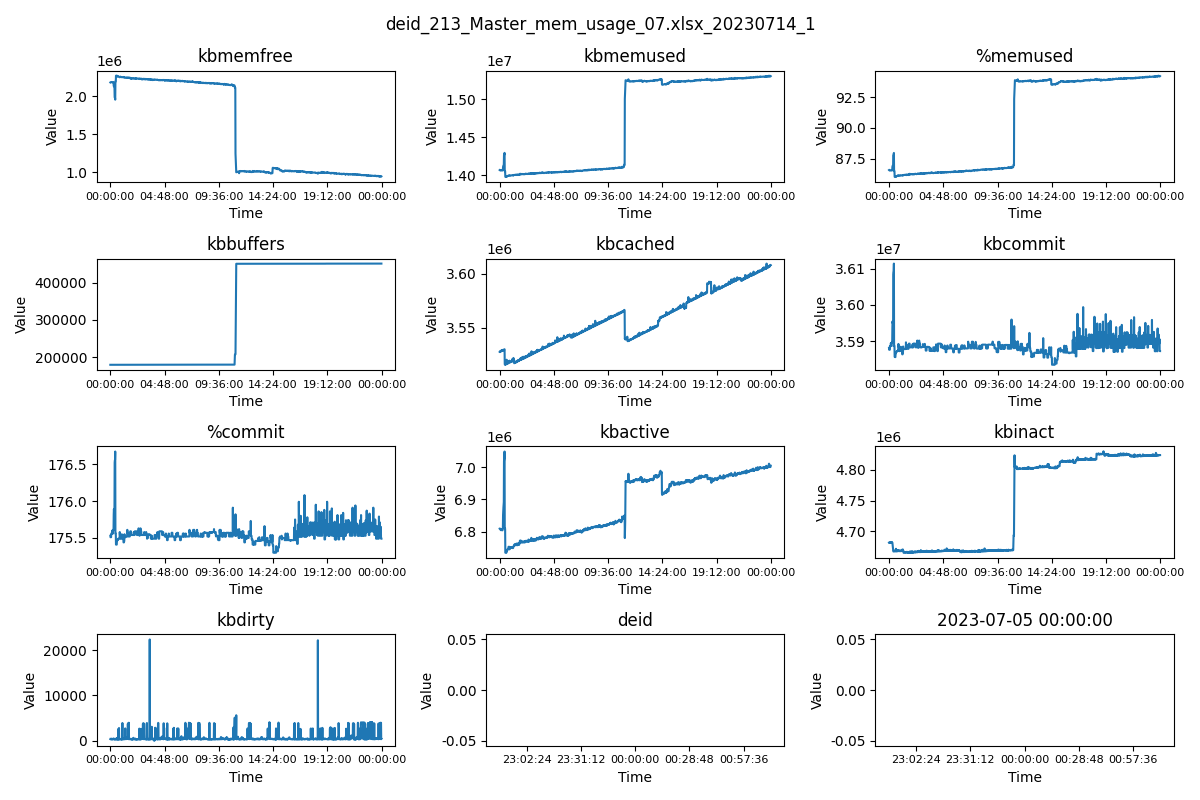 deid_213_Master_mem_usage_07.xlsx_20230714_1
kbmemfree kbmemused %memused
1e6 1e7
2.0 1.5 1.0 Value
1.50 1.45 1.40 Value
92.5 90.0 87.5 Value
00:00:00 04:48:00 09:36:00 14:24:00 19:12:00 00:00:00
00:00:00 04:48:00 09:36:00 14:24:00 19:12:00 00:00:00
00:00:00 04:48:00 09:36:00 14:24:00 19:12:00 00:00:00
Time Time Time
kbbuffers kbcached kbcommit
1e6 1e7
400000 300000 200000 Value
3.60 3.55 Value
3.61 3.60 3.59 Value
00:00:00 04:48:00 09:36:00 14:24:00 19:12:00 00:00:00
00:00:00 04:48:00 09:36:00 14:24:00 19:12:00 00:00:00
00:00:00 04:48:00 09:36:00 14:24:00 19:12:00 00:00:00
Time Time Time
%commit kbactive kbinact
1e6 1e6
176.5 176.0 175.5 Value
7.0 6.9 6.8 Value
4.80 4.75 4.70 Value
00:00:00 04:48:00 09:36:00 14:24:00 19:12:00 00:00:00
00:00:00 04:48:00 09:36:00 14:24:00 19:12:00 00:00:00
00:00:00 04:48:00 09:36:00 14:24:00 19:12:00 00:00:00
Time Time Time
kbdirty deid 2023-07-05 00:00:00
20000 10000 0 Value
0.05 0.00 -0.05 Value
0.05 0.00 -0.05 Value
00:00:00 04:48:00 09:36:00 14:24:00 19:12:00 00:00:00
23:02:24 23:31:12 00:00:00 00:28:48 00:57:36
23:02:24 23:31:12 00:00:00 00:28:48 00:57:36
Time Time Time